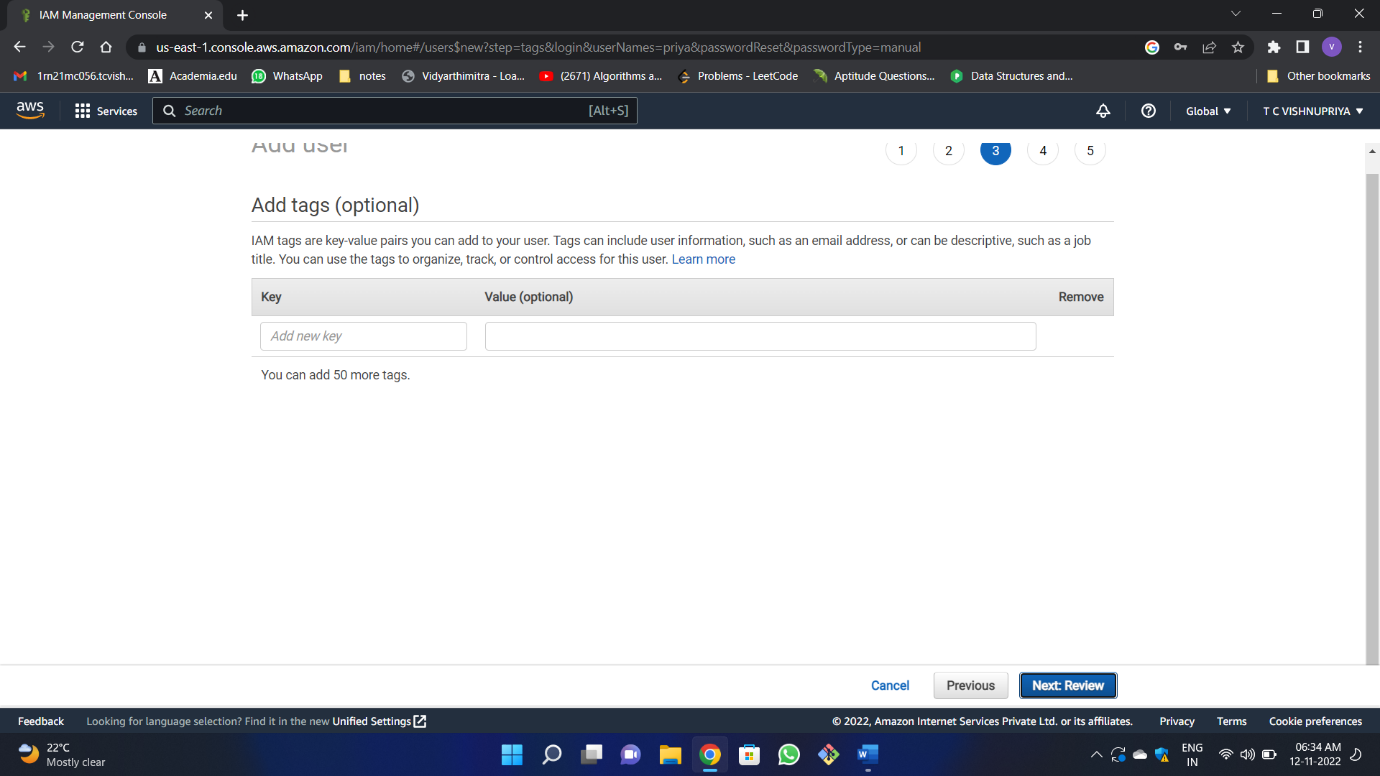 IAM Management Console
us-east-1.console.aws.amazon.com/iam/home#/users$new?step=tags&login&userNames=priya&passwordReset&passwordType=manual
V
1rn21mc056.tcvish... Academia.edu WhatsApp notes Vidyarthimitra - Loa... (2671) Algorithms a... Problems - LeetCode Aptitude Questions... Data Structures and... Other bookmarks
aws Services Search [Alt+S] Global T C VISHNUPRIYA
Add user 1 2 3 4 5
Add tags (optional)
IAM tags are key-value pairs you can add to your user. Tags can include user information, such as an email address, or can be descriptive, such as a job
title. You can use the tags to organize, track, or control access for this user. Learn more
Key Value (optional) Remove
Add new key
You can add 50 more tags.
Cancel Previous Next: Review
Feedback Looking for language selection? Find it in the new Unified Settings © 2022, Amazon Internet Services Private Ltd. or its affiliates. Privacy Terms Cookie preferences
22°C
Mostly clear
ENG
IN
06:34 AM
12-11-2022